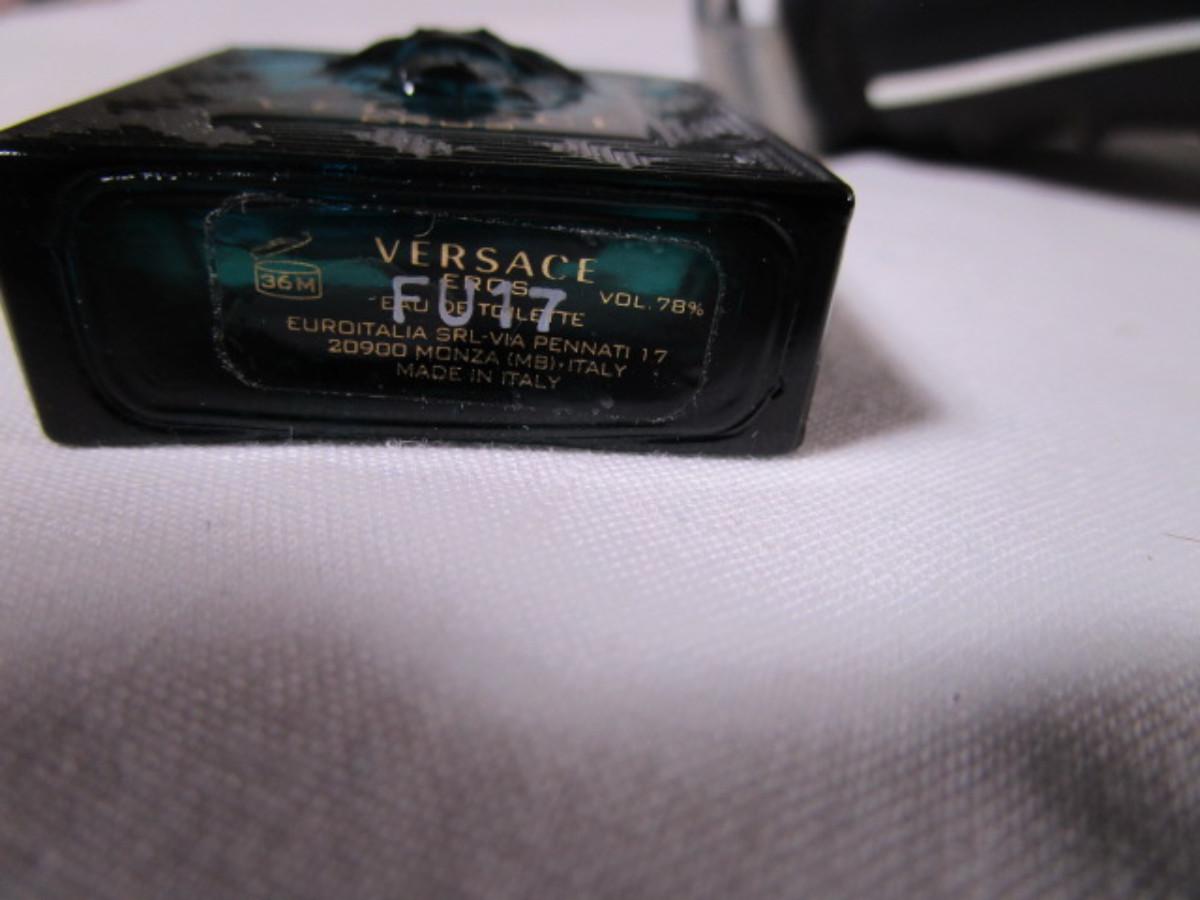 VERSACE
EROS
36M
FU17
VOL. 78%
EAU DE TOILETTE
EUROITALIA SRL-VIA PENNATI 17
20900 MONZA (MB)-ITALY
MADE IN ITALY